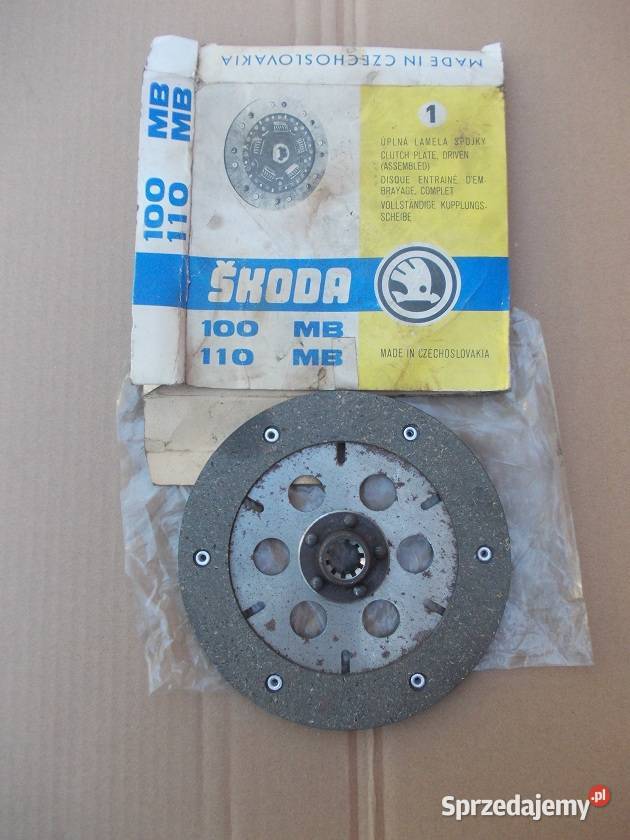 MADE IN CZECHOSLOVAKIA
100 MB
110 MB
1
ÚPLNÁ LAMELA SPOJKY
CLUTCH PLATE, DRIVEN
(ASSEMBLED)
DISQUE ENTRAINE D'EM-
BRAYAGE, COMPLET
VOLLSTÄNDIGE KUPPLUNGS-
SCHEIBE
ŠKODA
100 MB
110 MB
MADE IN CZECHOSLOVAKIA
Sprzedajemy.pl